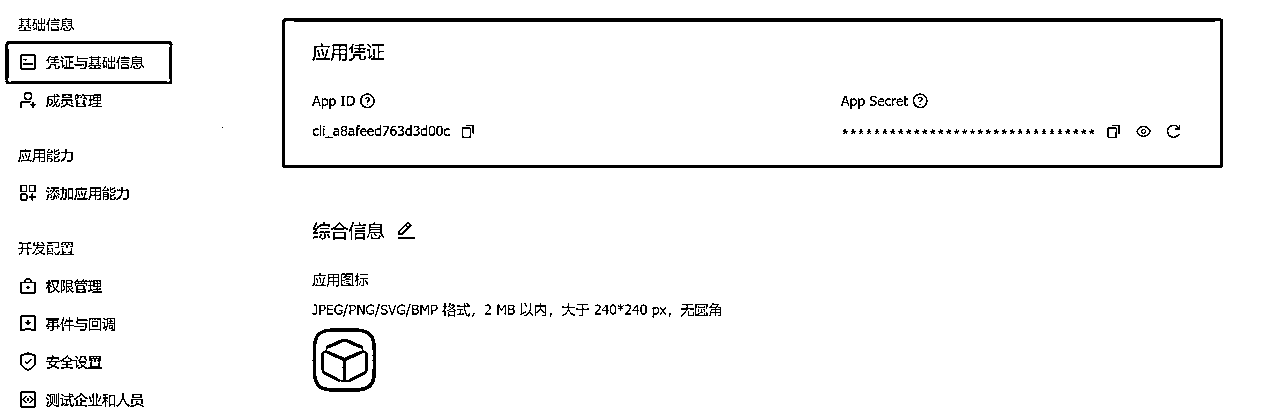 基础信息
凭证与基础信息
成员管理
应用能力
添加应用能力
开发配置
权限管理
事件与回调
安全设置
测试企业和人员
应用凭证
App ID
App Secret
cli_a8afeed763d3d00c
********************************
综合信息
应用图标
JPEG/PNG/SVG/BMP 格式，2 MB 以内，大于 240*240 px，无圆角